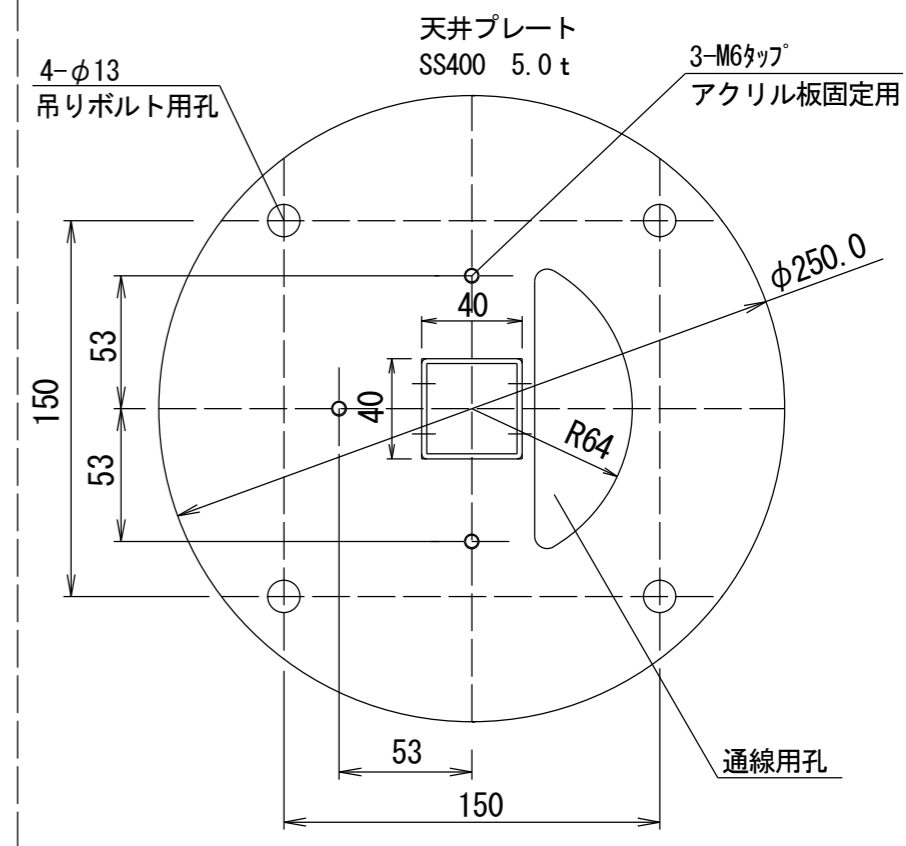 天井プレート
SS400 5.0t
4-φ13
吊りボルト用孔
3-M6ﾀｯﾌﾟ
アクリル板固定用
φ250.0
40
53
40
150
R64
53
通線用孔
53
150